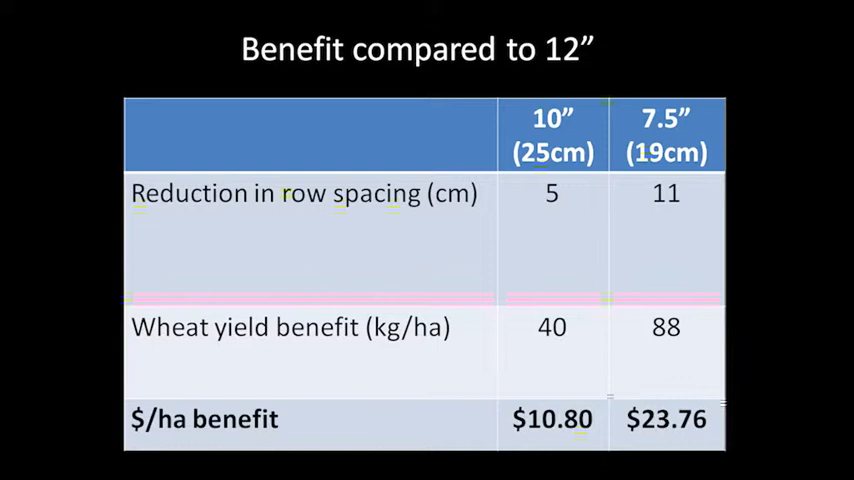 Benefit compared to 12”
10” 7.5”
(25cm) (19cm)
Reduction in row spacing (cm) 5 11
Wheat yield benefit (kg/ha) 40 88
$/ha benefit $10.80 $23.76